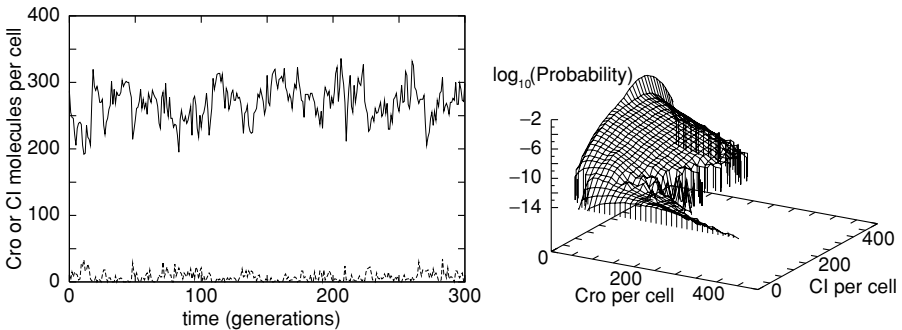 400
300
200
100
0
Cro or CI molecules per cell
0 100 200 300
time (generations)
log10(Probability)
−2
−6
−10
−14
0
200
400
Cro per cell
0
200
400
CI per cell